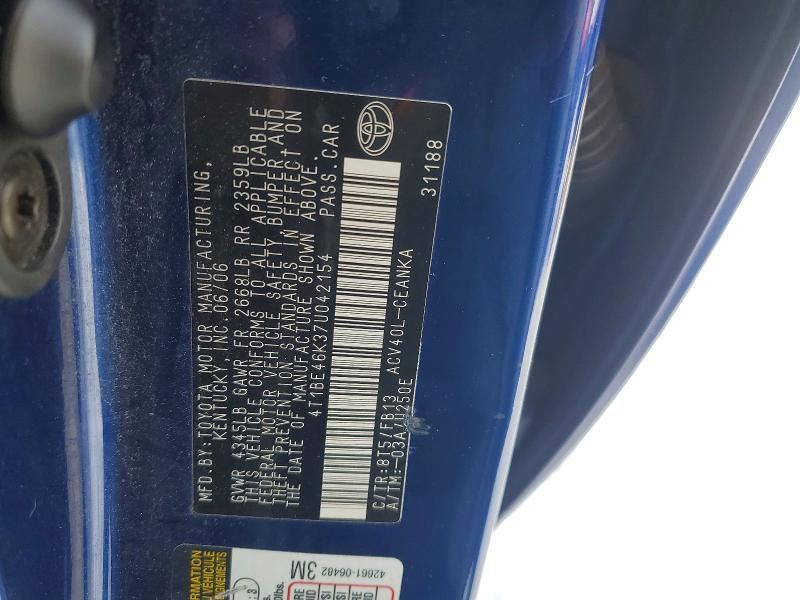 MFD.BY:TOYOTA MOTOR MANUFACTURING,
KENTUCKY INC.06/06
GVWR 4345LB GAWR FR 2668LB RR 2359LB
THIS VEHICLE CONFORMS TO ALL APPLICABLE
FEDERAL MOTOR VEHICLE SAFETY BUMPER AND
THEFT PREVENTION STANDARDS IN EFFECT ON
THE DATE OF MANUFACTURE SHOWN ABOVE.
4T1BE46K37U042154 PASS.CAR
C/TR:8T5/FB13 ACV40L-CEANKA
A/TM:-03A/U250E
31188
42661-06482
3M